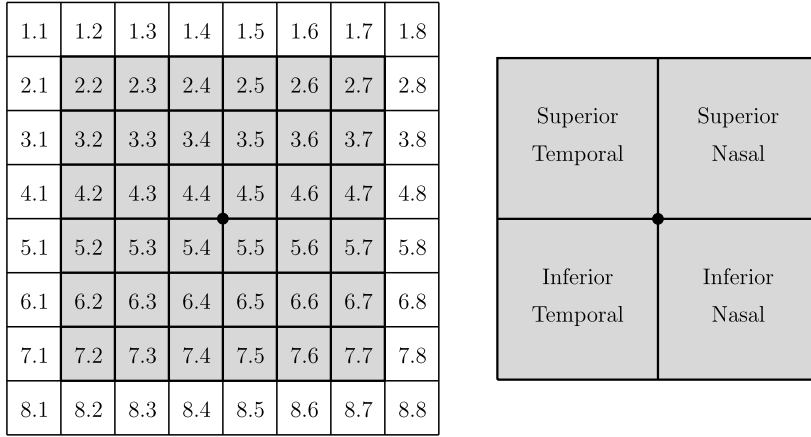 1.1 1.2 1.3 1.4 1.5 1.6 1.7 1.8
2.1 2.2 2.3 2.4 2.5 2.6 2.7 2.8
3.1 3.2 3.3 3.4 3.5 3.6 3.7 3.8
4.1 4.2 4.3 4.4 4.5 4.6 4.7 4.8
5.1 5.2 5.3 5.4 5.5 5.6 5.7 5.8
6.1 6.2 6.3 6.4 6.5 6.6 6.7 6.8
7.1 7.2 7.3 7.4 7.5 7.6 7.7 7.8
8.1 8.2 8.3 8.4 8.5 8.6 8.7 8.8
Superior
Temporal
Superior
Nasal
Inferior
Temporal
Inferior
Nasal